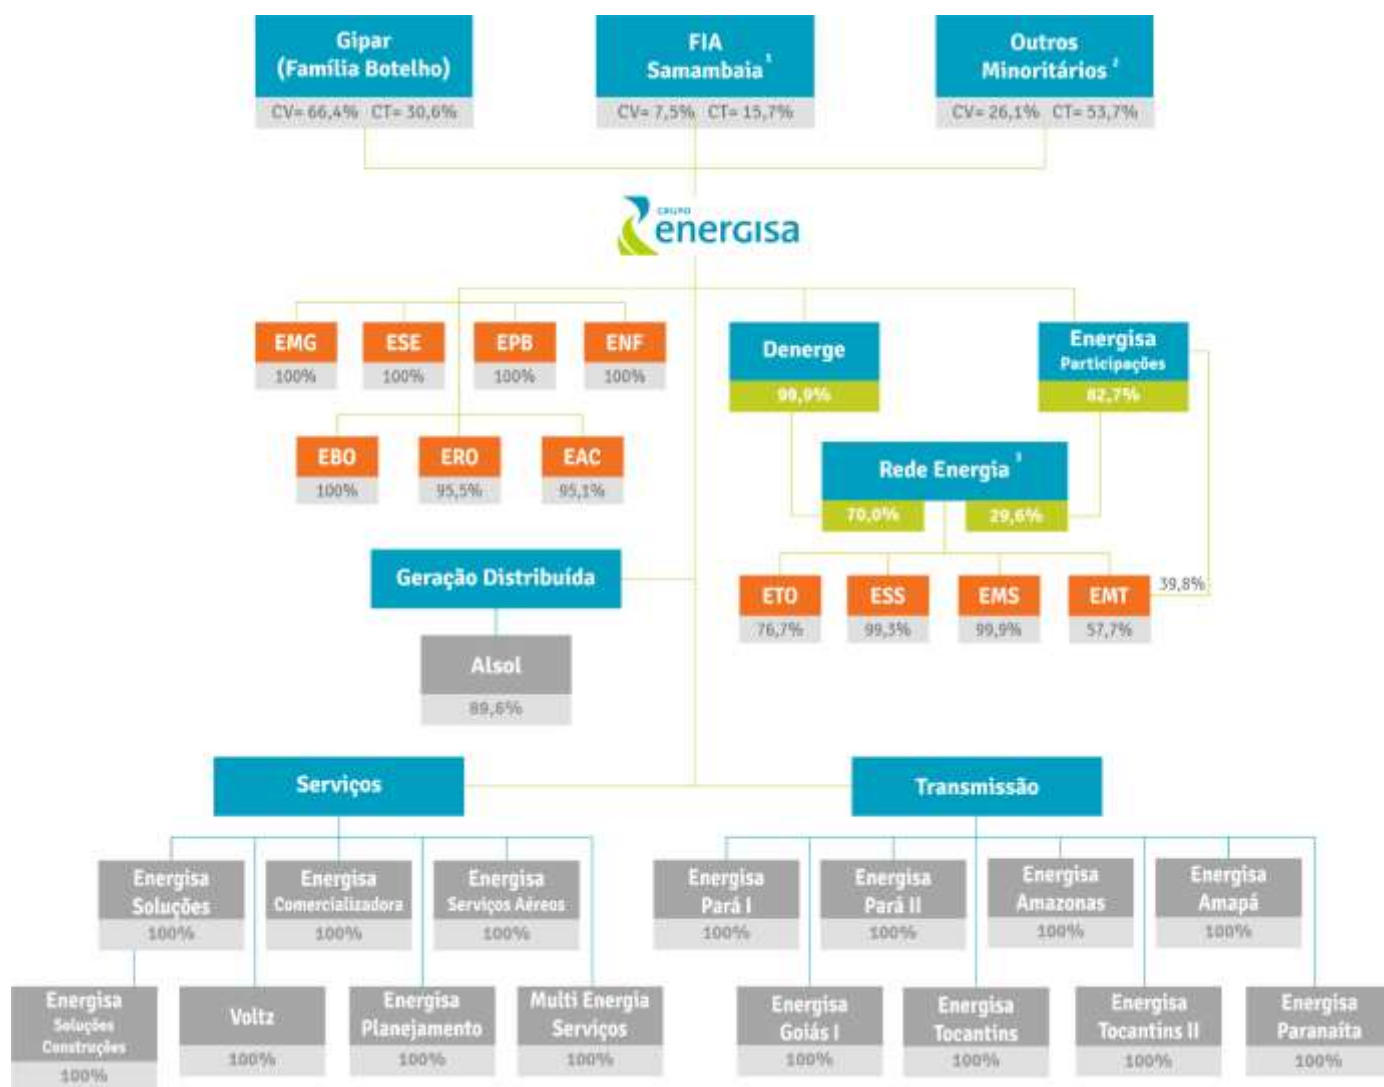 Gipar
(Família Botelho)
CV= 66,4% CT= 30,6%
FIA
Samambaia ¹
CV= 7,5% CT= 15,7%
Outros
Minoritários ²
CV= 26,1% CT= 53,7%
GRUPO
energisa
EMG
100%
ESE
100%
EPB
100%
ENF
100%
Denerge
99,9%
Energisa
Participações
82,7%
EBO
100%
ERO
95,5%
EAC
95,1%
Rede Energia ³
70,0%
29,6%
Geração Distribuída
Alsol
89,6%
ETO
76,7%
ESS
99,3%
EMS
99,9%
EMT
57,7%
39,8%
Serviços
Transmissão
Energisa
Soluções
100%
Energisa
Comercializadora
100%
Energisa
Serviços Aéreos
100%
Energisa
Pará I
100%
Energisa
Pará II
100%
Energisa
Amazonas
100%
Energisa
Amapá
100%
Energisa
Soluções
Construções
100%
Voltz
100%
Energisa
Planejamento
100%
Multi Energia
Serviços
100%
Energisa
Goiás I
100%
Energisa
Tocantins
100%
Energisa
Tocantins II
100%
Energisa
Paranaíta
100%